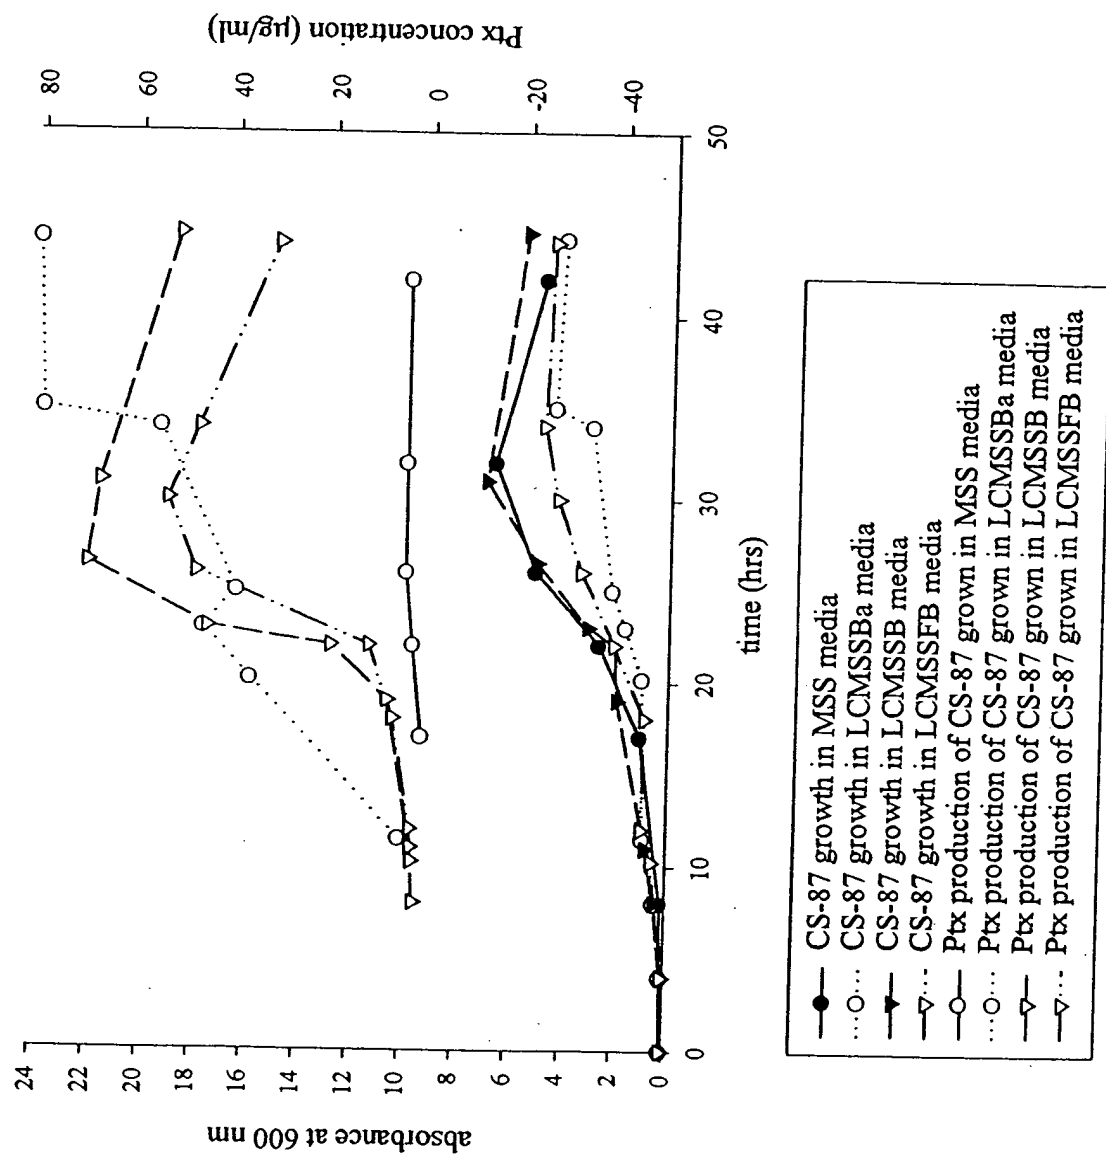 Ptx concentration (µg/ml)
80
60
40
20
0
-20
-40
24
22
20
18
16
14
12
10
8
6
4
2
0
absorbance at 600 nm
0
10
20
30
40
50
time (hrs)
CS-87 growth in MSS media
CS-87 growth in LCMSSBa media
CS-87 growth in LCMSSB media
CS-87 growth in LCMSSFB media
Ptx production of CS-87 grown in MSS media
Ptx production of CS-87 grown in LCMSSBa media
Ptx production of CS-87 grown in LCMSSB media
Ptx production of CS-87 grown in LCMSSFB media